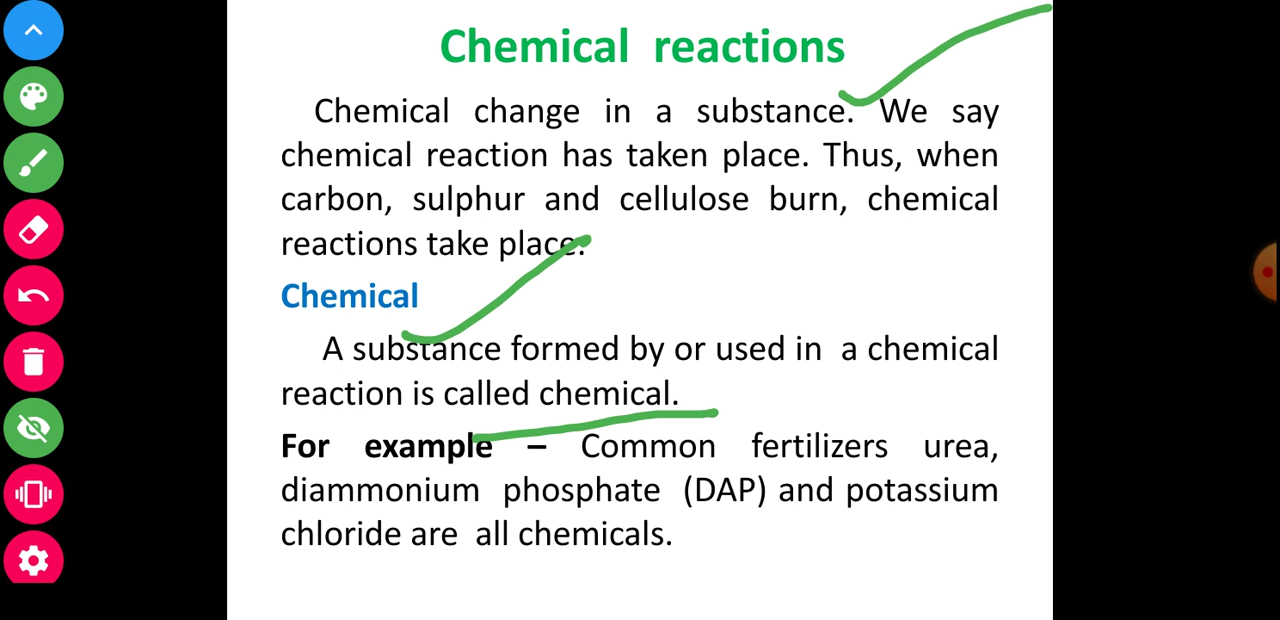 Chemical reactions
Chemical change in a substance. We say
chemical reaction has taken place. Thus, when
carbon, sulphur and cellulose burn, chemical
reactions take place.
Chemical
A substance formed by or used in a chemical
reaction is called chemical.
For example – Common fertilizers urea,
diammonium phosphate (DAP) and potassium
chloride are all chemicals.